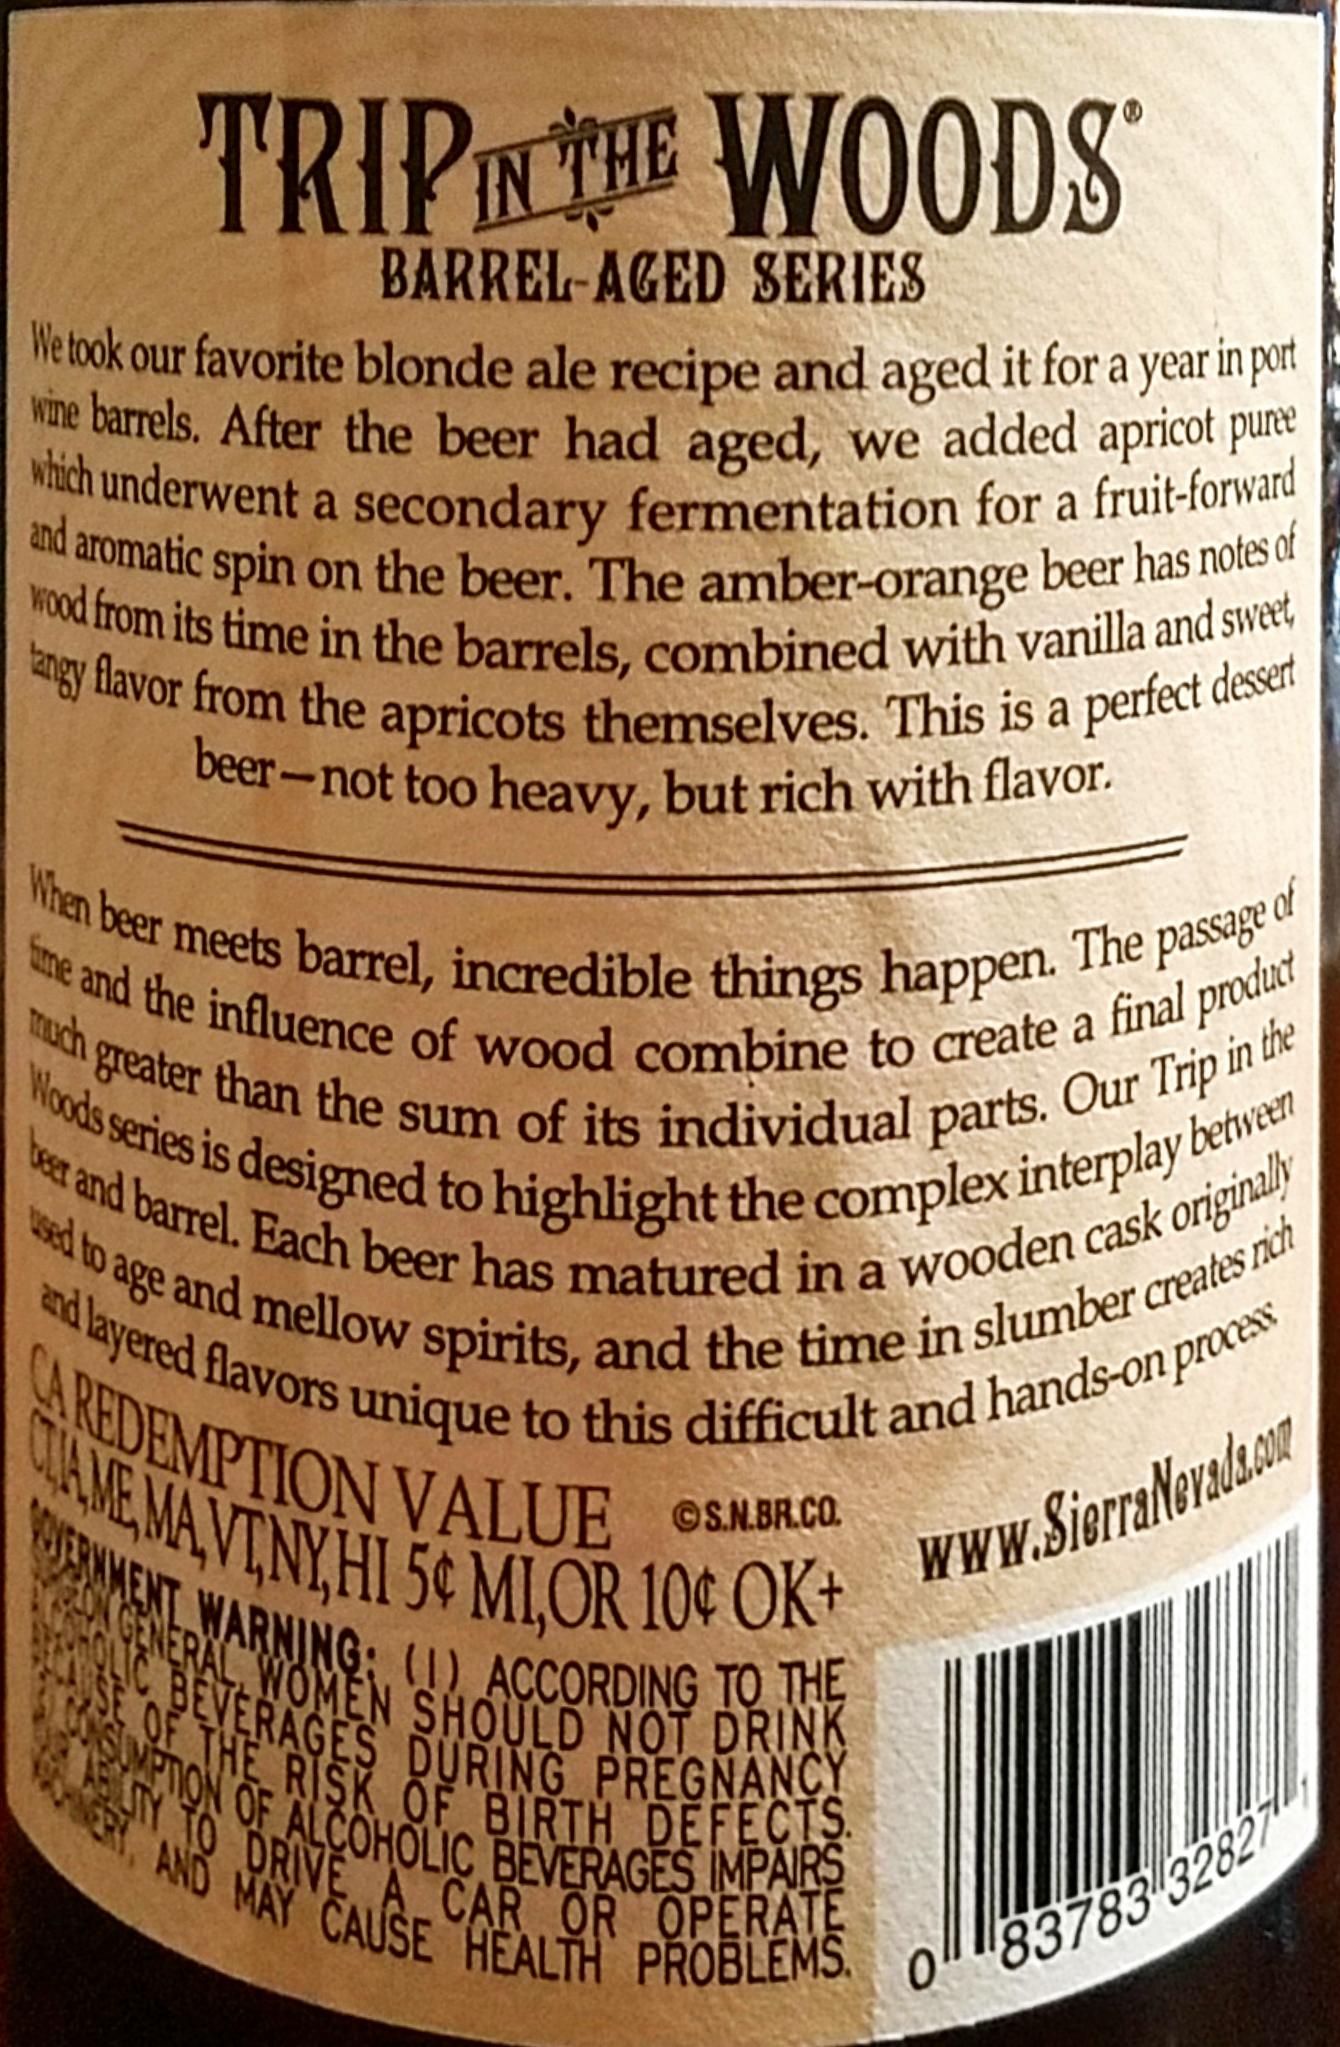 TRIP IN THE WOODS®
BARREL-AGED SERIES
We took our favorite blonde ale recipe and aged it for a year in port
wine barrels. After the beer had aged, we added apricot puree
which underwent a secondary fermentation for a fruit-forward
and aromatic spin on the beer. The amber-orange beer has notes of
wood from its time in the barrels, combined with vanilla and sweet,
tangy flavor from the apricots themselves. This is a perfect dessert
beer—not too heavy, but rich with flavor.
When beer meets barrel, incredible things happen. The passage of
time and the influence of wood combine to create a final product
much greater than the sum of its individual parts. Our Trip in the
Woods series is designed to highlight the complex interplay between
beer and barrel. Each beer has matured in a wooden cask originally
used to age and mellow spirits, and the time in slumber creates rich
and layered flavors unique to this difficult and hands-on process.
CA REDEMPTION VALUE
CT,IA,ME,MA,VT,NY,HI 5¢ MI,OR 10¢ OK+
©S.N.BR.CO.
www.SierraNevada.com
GOVERNMENT WARNING: (1) ACCORDING TO THE
SURGEON GENERAL, WOMEN SHOULD NOT DRINK
ALCOHOLIC BEVERAGES DURING PREGNANCY
BECAUSE OF THE RISK OF BIRTH DEFECTS.
CONSUMPTION OF ALCOHOLIC BEVERAGES IMPAIRS
ABILITY TO DRIVE A CAR OR OPERATE
MACHINERY, AND MAY CAUSE HEALTH PROBLEMS.
0 83783 32827 1